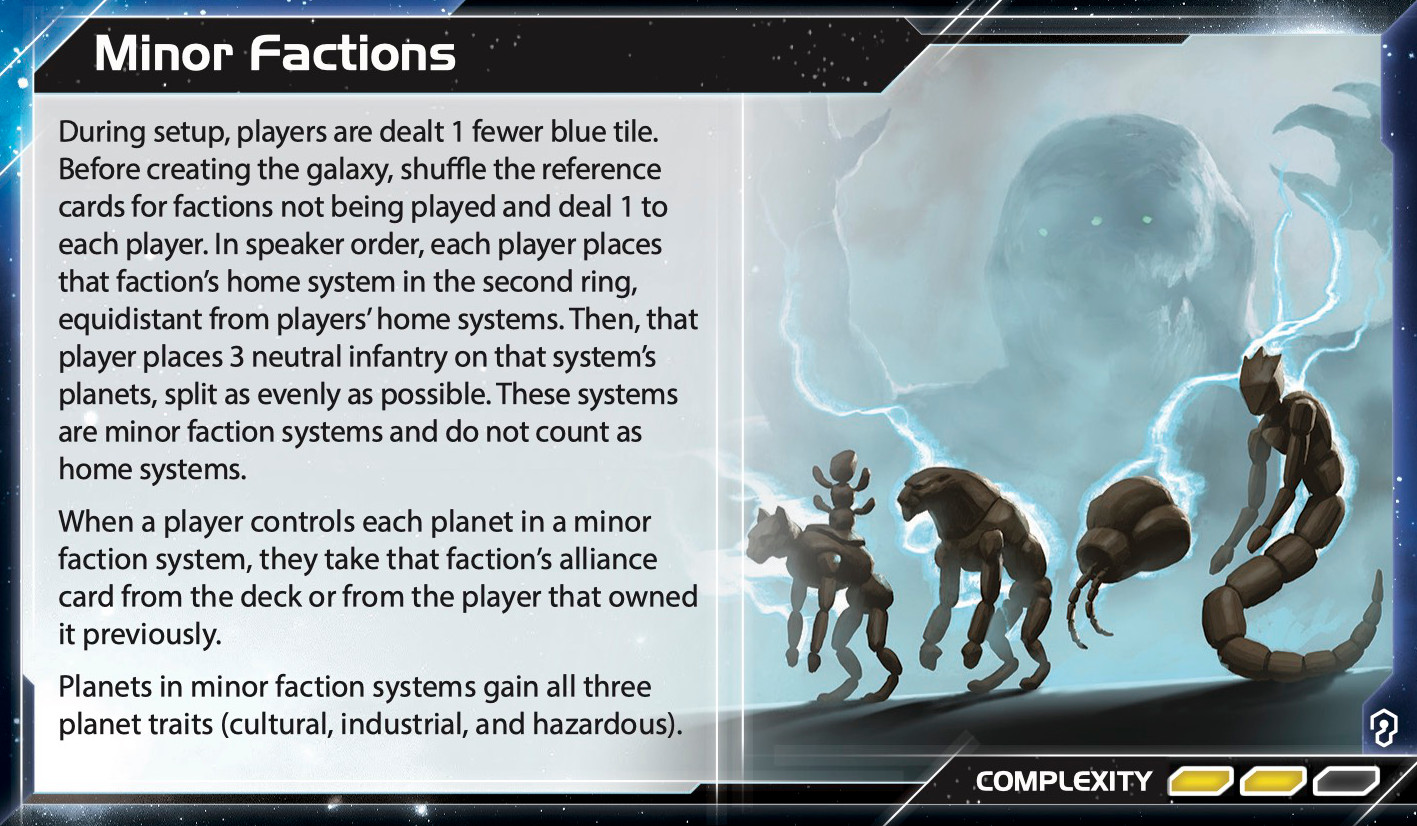 Minor Factions
During setup, players are dealt 1 fewer blue tile.
Before creating the galaxy, shuffle the reference
cards for factions not being played and deal 1 to
each player. In speaker order, each player places
that faction’s home system in the second ring,
equidistant from players’ home systems. Then, that
player places 3 neutral infantry on that system’s
planets, split as evenly as possible. These systems
are minor faction systems and do not count as
home systems.
When a player controls each planet in a minor
faction system, they take that faction’s alliance
card from the deck or from the player that owned
it previously.
Planets in minor faction systems gain all three
planet traits (cultural, industrial, and hazardous).
COMPLEXITY